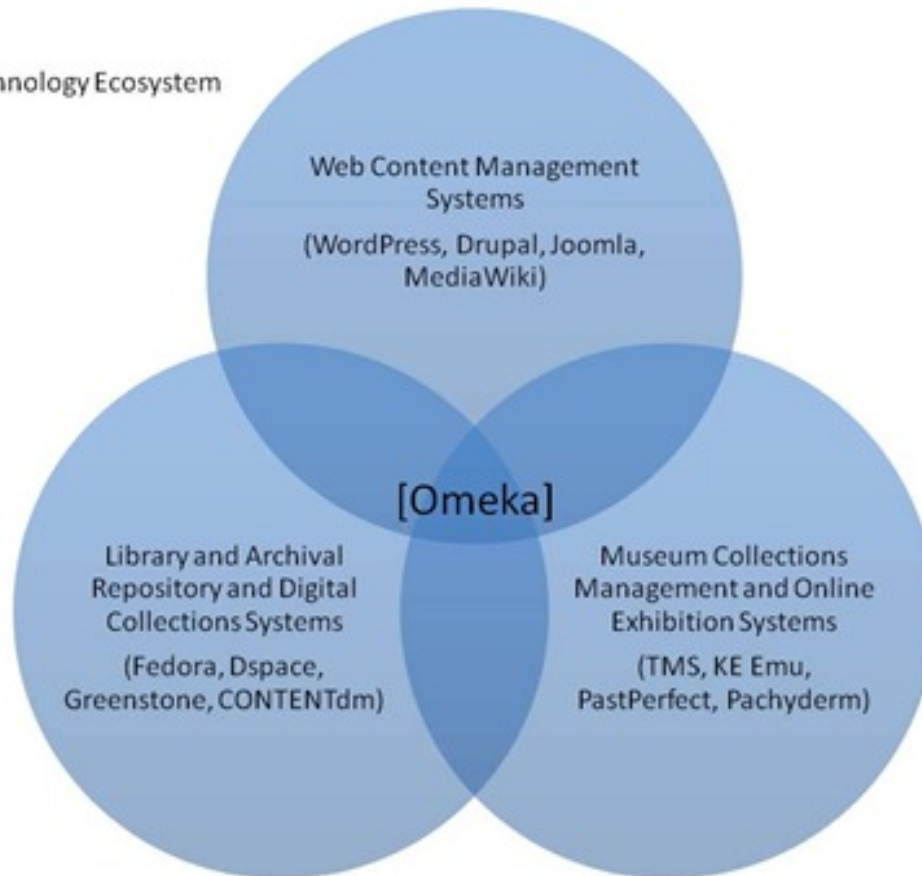 Ecosystem
Web Content Management
Systems
(WordPress, Drupal, Joomla,
MediaWiki)
[Omeka]
Library and Archival
Repository and Digital
Collections Systems
(Fedora, Dspace,
Greenstone, CONTENTdm)
Museum Collections
Management and Online
Exhibition Systems
(TMS, KE Emu,
PastPerfect, Pachyderm)